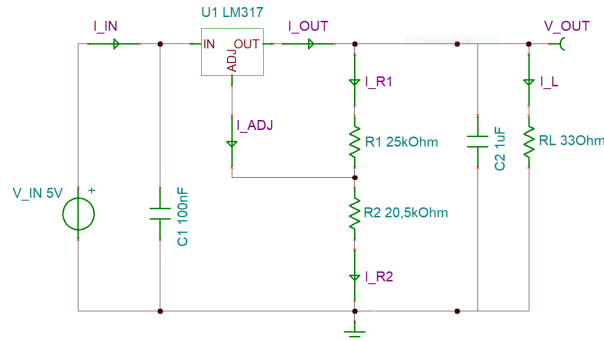 U1 LM317
I_IN
I_OUT
V_OUT
IN
OUT
ADJ
I_R1
I_L
I_ADJ
R1 25kOhm
C2 1uF
RL 33Ohm
V_IN 5V
+
C1 100nF
R2 20,5kOhm
I_R2